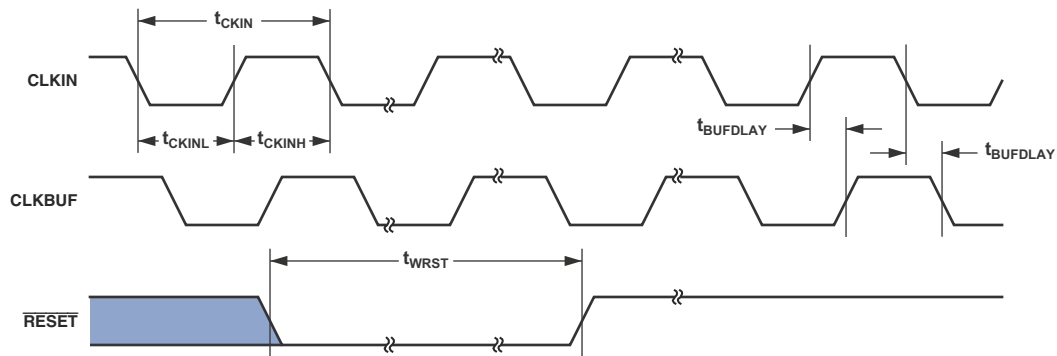 tCKIN
CLKIN
tCKINL tCKINH
tBUFDLAY
tBUFDLAY
CLKBUF
tWRST
RESET